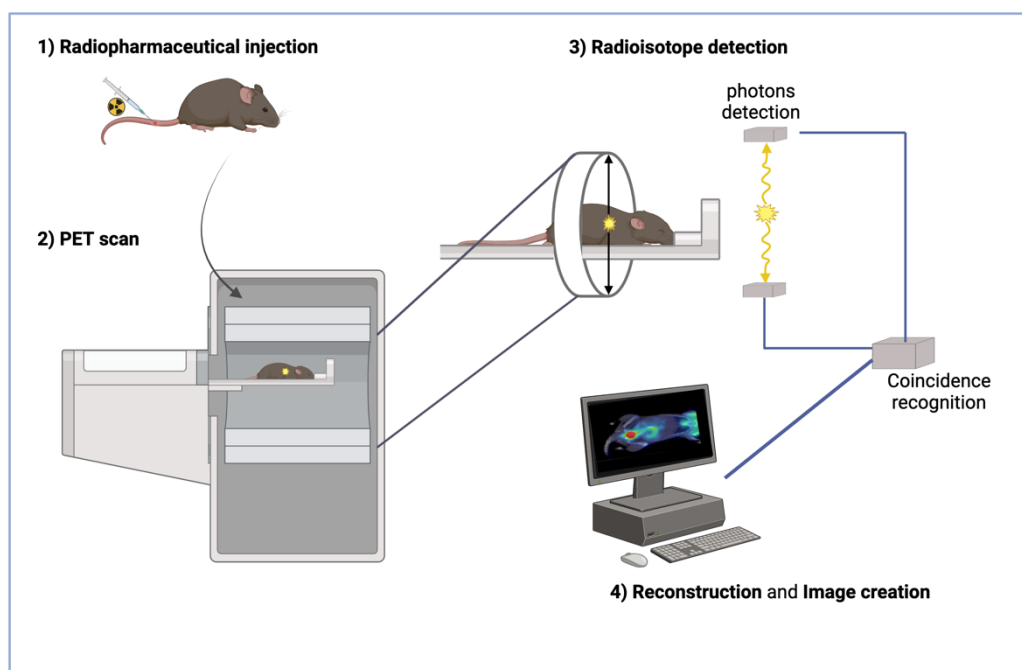 1) Radiopharmaceutical injection
2) PET scan
3) Radioisotope detection
photons
detection
Coincidence
recognition
4) Reconstruction and Image creation